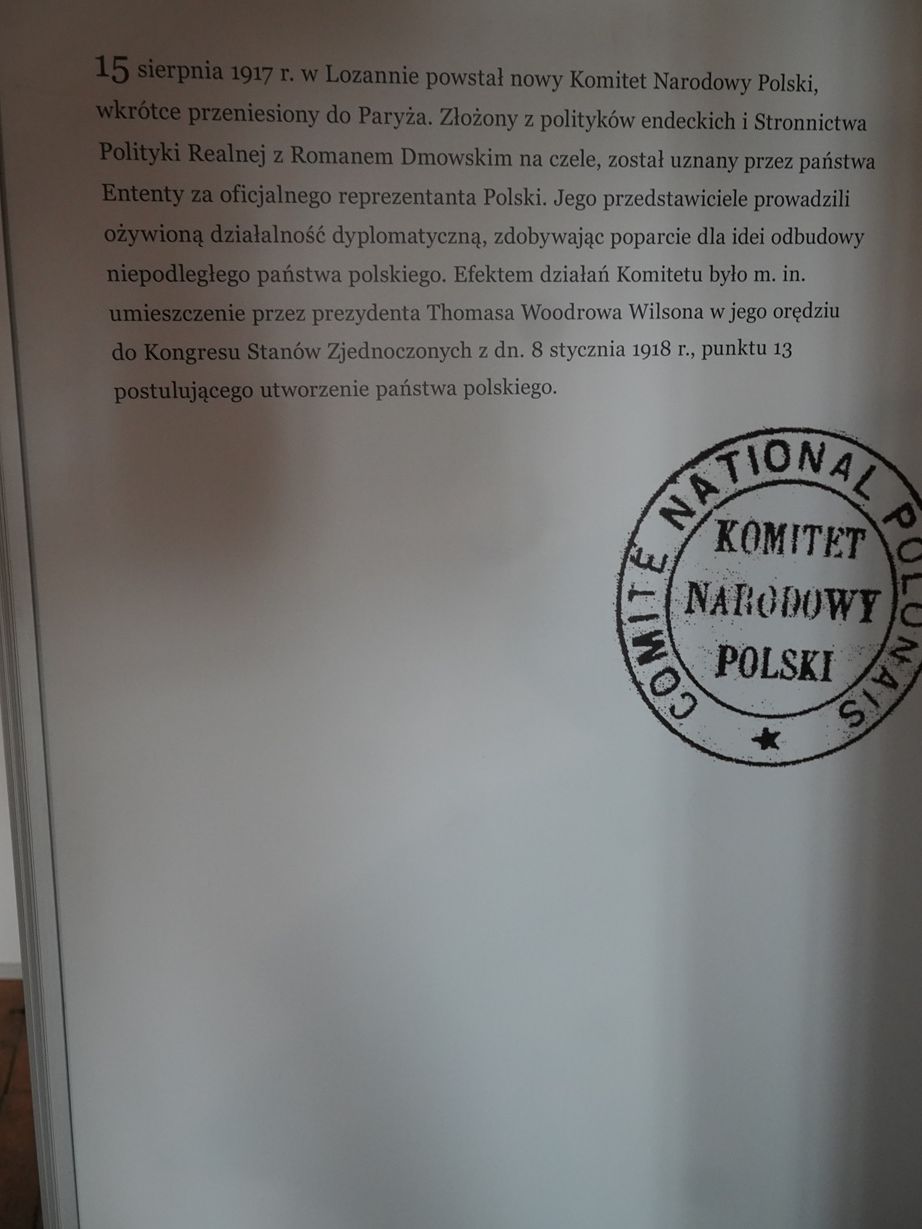 15 sierpnia 1917 r. w Lozannie powstał nowy Komitet Narodowy Polski,
wkrótce przeniesiony do Paryża. Złożony z polityków endeckich i Stronnictwa
Polityki Realnej z Romanem Dmowskim na czele, został uznany przez państwa
Ententy za oficjalnego reprezentanta Polski. Jego przedstawiciele prowadzili
ożywioną działalność dyplomatyczną, zdobywając poparcie dla idei odbudowy
niepodległego państwa polskiego. Efektem działań Komitetu było m. in.
umieszczenie przez prezydenta Thomasa Woodrowa Wilsona w jego orędziu
do Kongresu Stanów Zjednoczonych z dn. 8 stycznia 1918 r., punktu 13
postulującego utworzenie państwa polskiego.
COMITE NATIONAL POLONAIS
KOMITET
NARODOWY
POLSKI